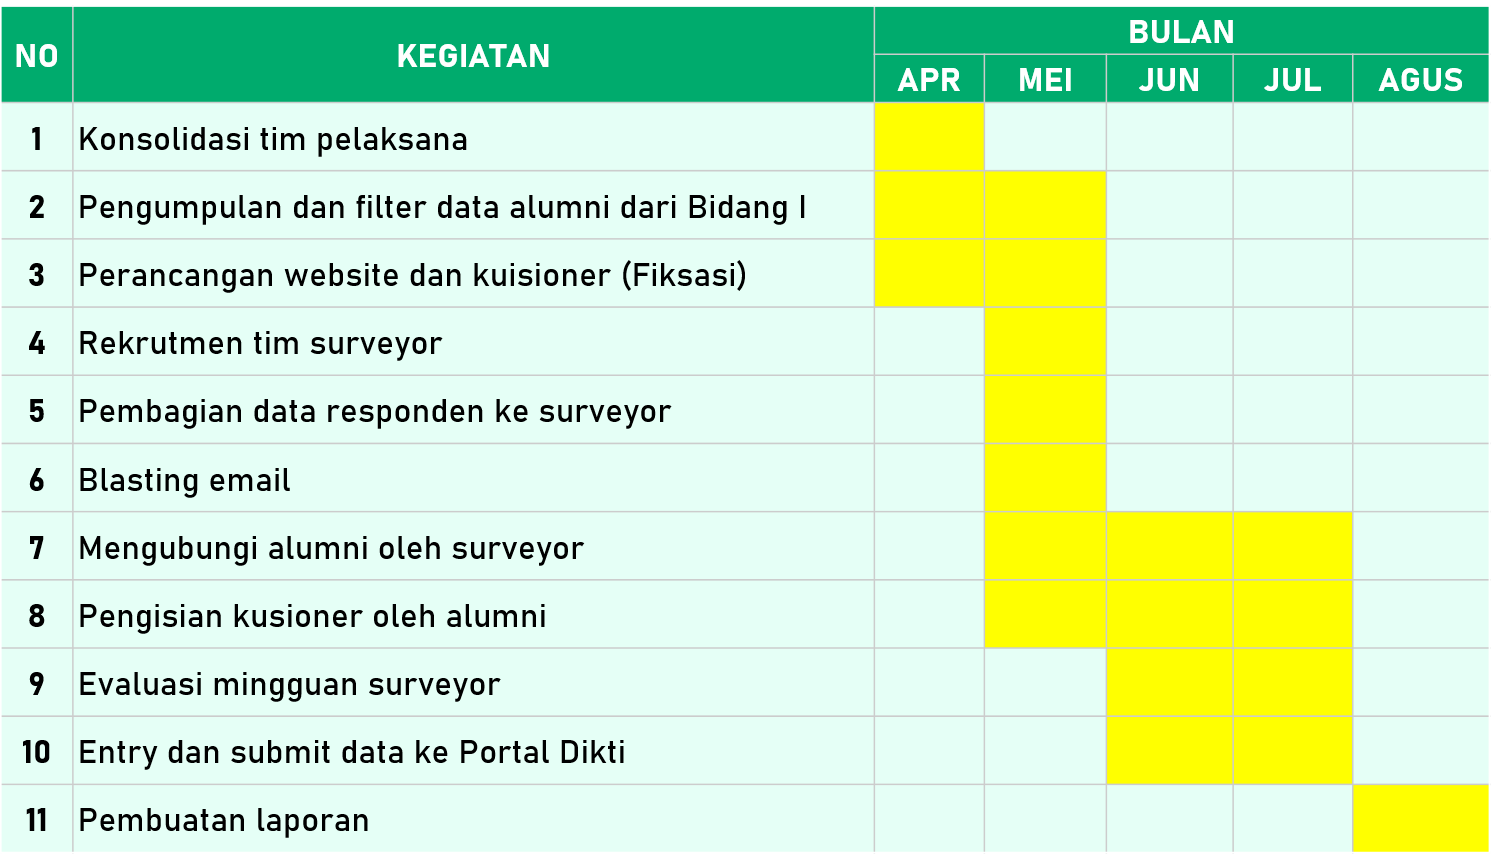 NO KEGIATAN BULAN
APR MEI JUN JUL AGUS
1 Konsolidasi tim pelaksana
2 Pengumpulan dan filter data alumni dari Bidang I
3 Perancangan website dan kuisioner (Fiksasi)
4 Rekrutmen tim surveyor
5 Pembagian data responden ke surveyor
6 Blasting email
7 Mengubungi alumni oleh surveyor
8 Pengisian kusioner oleh alumni
9 Evaluasi mingguan surveyor
10 Entry dan submit data ke Portal Dikti
11 Pembuatan laporan